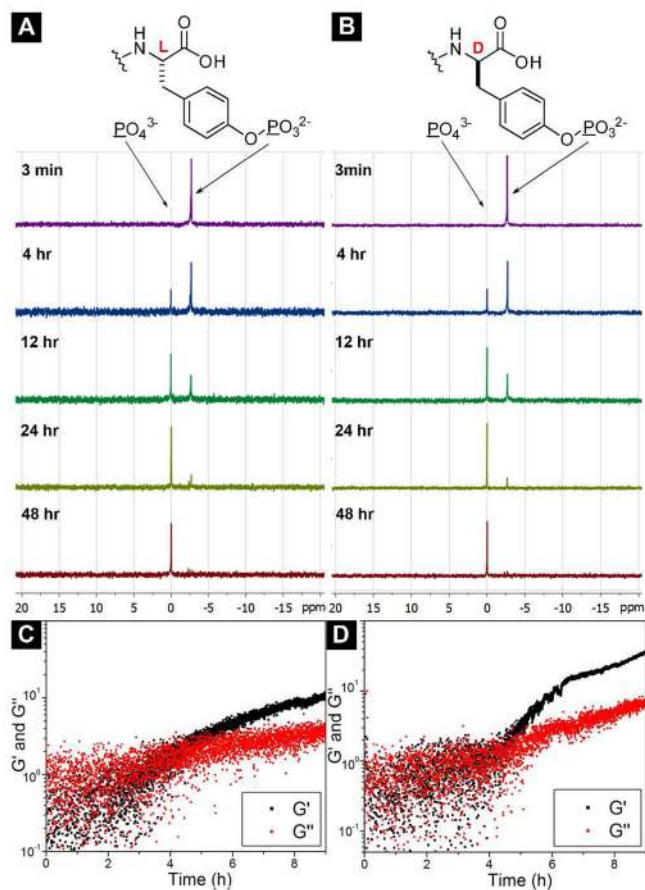 A
B
H
N
L
O
OH
H
N
D
O
OH
PO₄³⁻
O
PO₃²⁻
PO₄³⁻
O
PO₃²⁻
3 min
3min
4 hr
4 hr
12 hr
12 hr
24 hr
24 hr
48 hr
48 hr
20 15 10 5 0 -5 -10 -15 ppm
20 15 10 5 0 -5 -10 -15 ppm
C
D
G' and G"
10¹
10⁰
10⁻¹
G'
G"
0 2 4 6 8
Time (h)
G' and G"
10¹
10⁰
10⁻¹
G'
G"
0 2 4 6 8
Time (h)